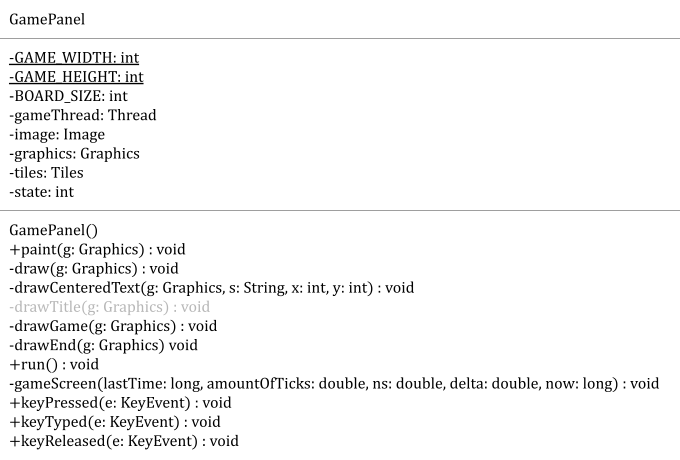 GamePanel
-GAME_WIDTH: int
-GAME_HEIGHT: int
-BOARD_SIZE: int
-gameThread: Thread
-image: Image
-graphics: Graphics
-tiles: Tiles
-state: int
GamePanel()
+paint(g: Graphics) : void
-draw(g: Graphics) : void
-drawCenteredText(g: Graphics, s: String, x: int, y: int) : void
-drawTitle(g: Graphics) : void
-drawGame(g: Graphics) : void
-drawEnd(g: Graphics) void
+run() : void
-gameScreen(lastTime: long, amountOfTicks: double, ns: double, delta: double, now: long) : void
+keyPressed(e: KeyEvent) : void
+keyTyped(e: KeyEvent) : void
+keyReleased(e: KeyEvent) : void